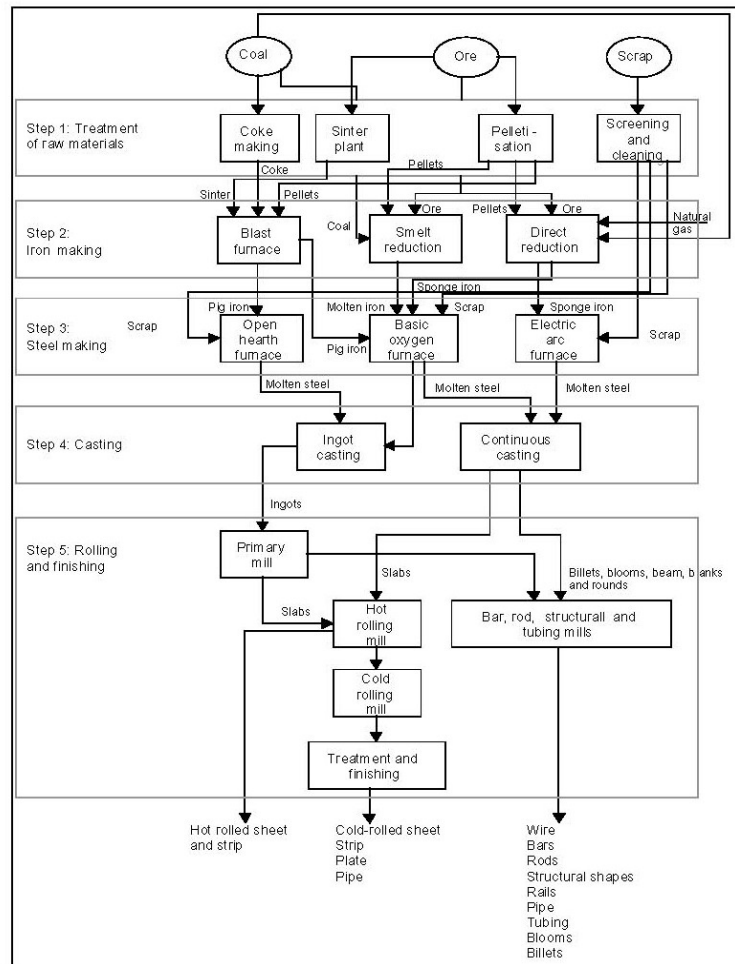 Coal
Ore
Scrap
Step 1: Treatment
of raw materials
Coke
making
Sinter
plant
Pelleti -
sation
Screening
and
cleaning
Coke
Pellets
Sinter
Pellets
Step 2:
Iron making
Blast
furnace
Coal
Ore
Smelt
reduction
Pellets
Ore
Direct
reduction
Natural
gas
Sponge iron
Pig iron
Molten iron
Scrap
Sponge iron
Step 3:
Steel making
Scrap
Open
hearth
furnace
Pig iron
Basic
oxygen
furnace
Electric
arc
furnace
Scrap
Molten steel
Molten steel
Molten steel
Step 4: Casting
Ingot
casting
Continuous
casting
Ingots
Step 5: Rolling
and finishing
Primary
mill
Slabs
Billets, blooms, beam, blanks
and rounds
Slabs
Hot
rolling
mill
Bar, rod, structurall and
tubing mills
Cold
rolling
mill
Treatment and
finishing
Hot rolled sheet
and strip
Cold-rolled sheet
Strip
Plate
Pipe
Wire
Bars
Rods
Structural shapes
Rails
Pipe
Tubing
Blooms
Billets